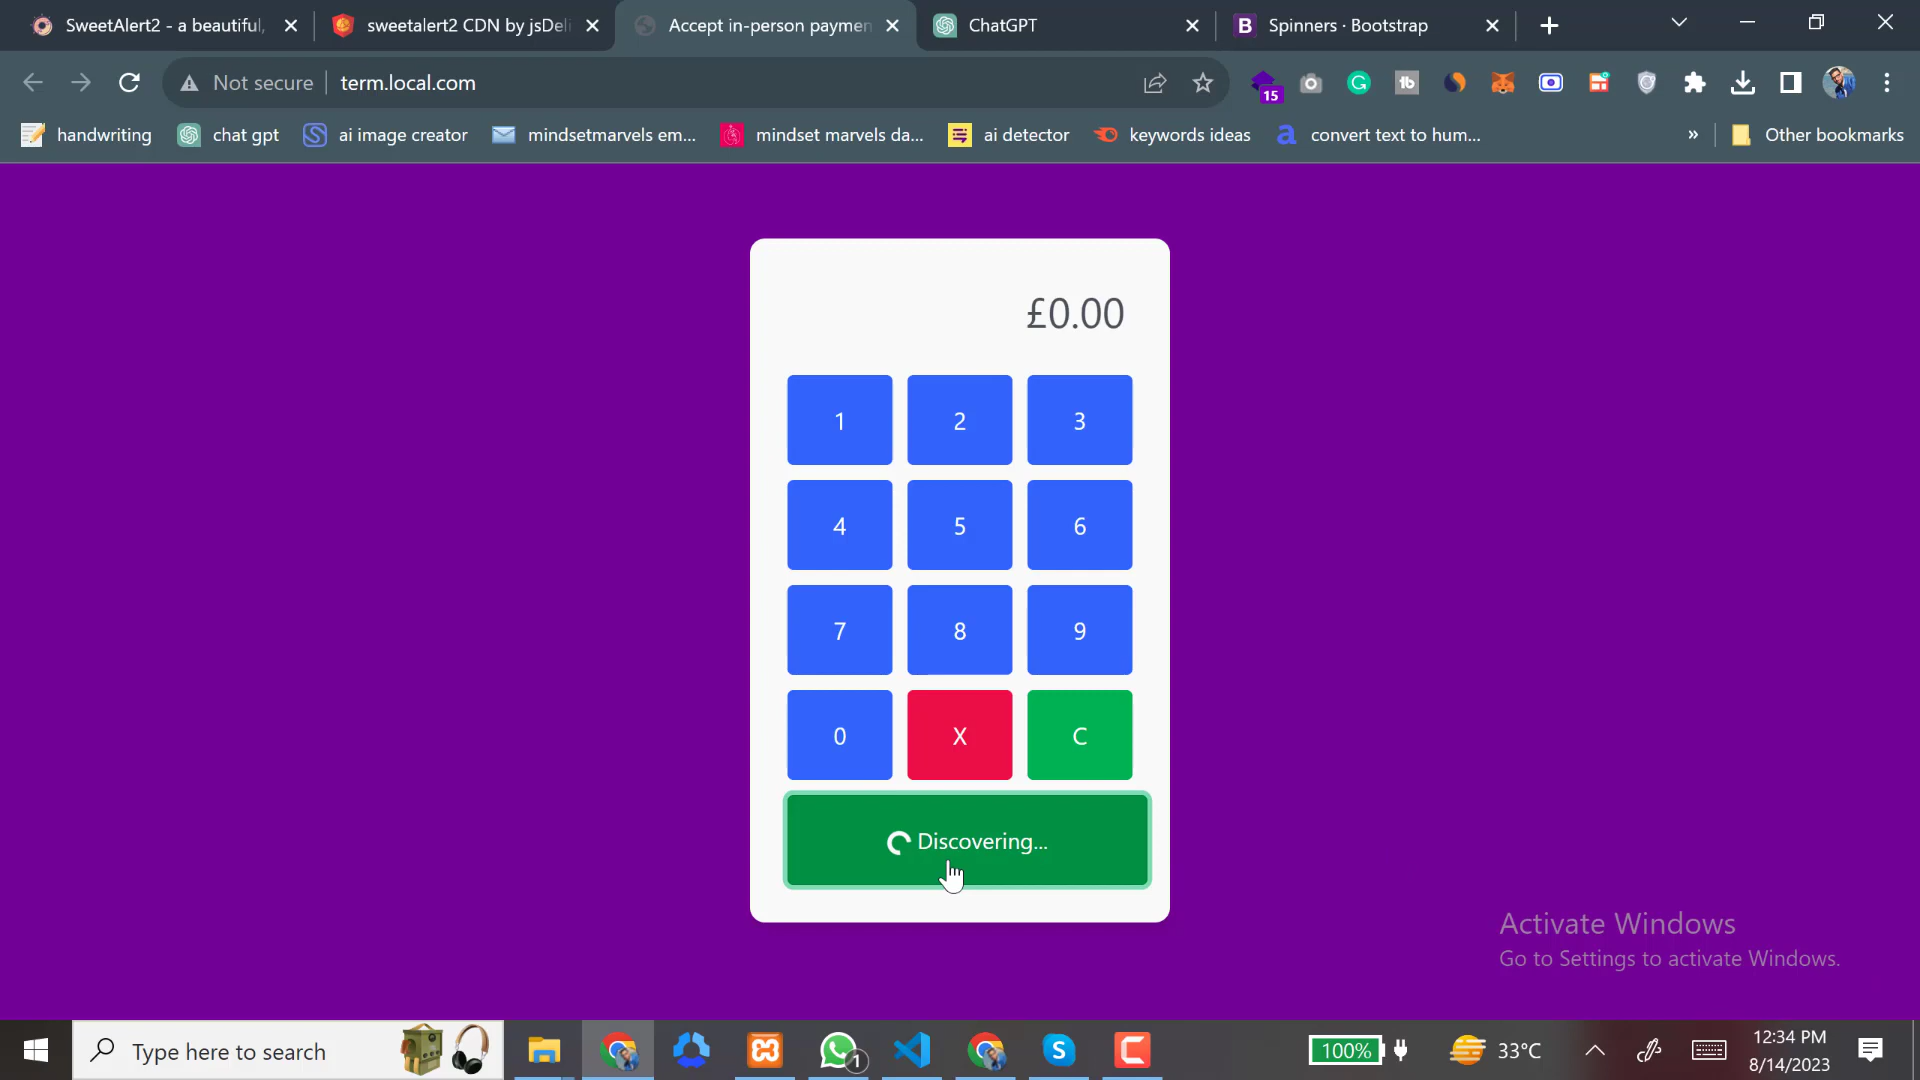 SweetAlert2 - a beautiful,
sweetalert2 CDN by jsDeli
Accept in-person paymen
ChatGPT
B Spinners · Bootstrap
Not secure term.local.com
15
tb
handwriting
chat gpt
ai image creator
mindsetmarvels em...
mindset marvels da...
ai detector
keywords ideas
convert text to hum...
»
Other bookmarks
£0.00
1 2 3
4 5 6
7 8 9
0 X C
Discovering...
Activate Windows
Go to Settings to activate Windows.
Type here to search
1
100%
33°C
12:34 PM
8/14/2023